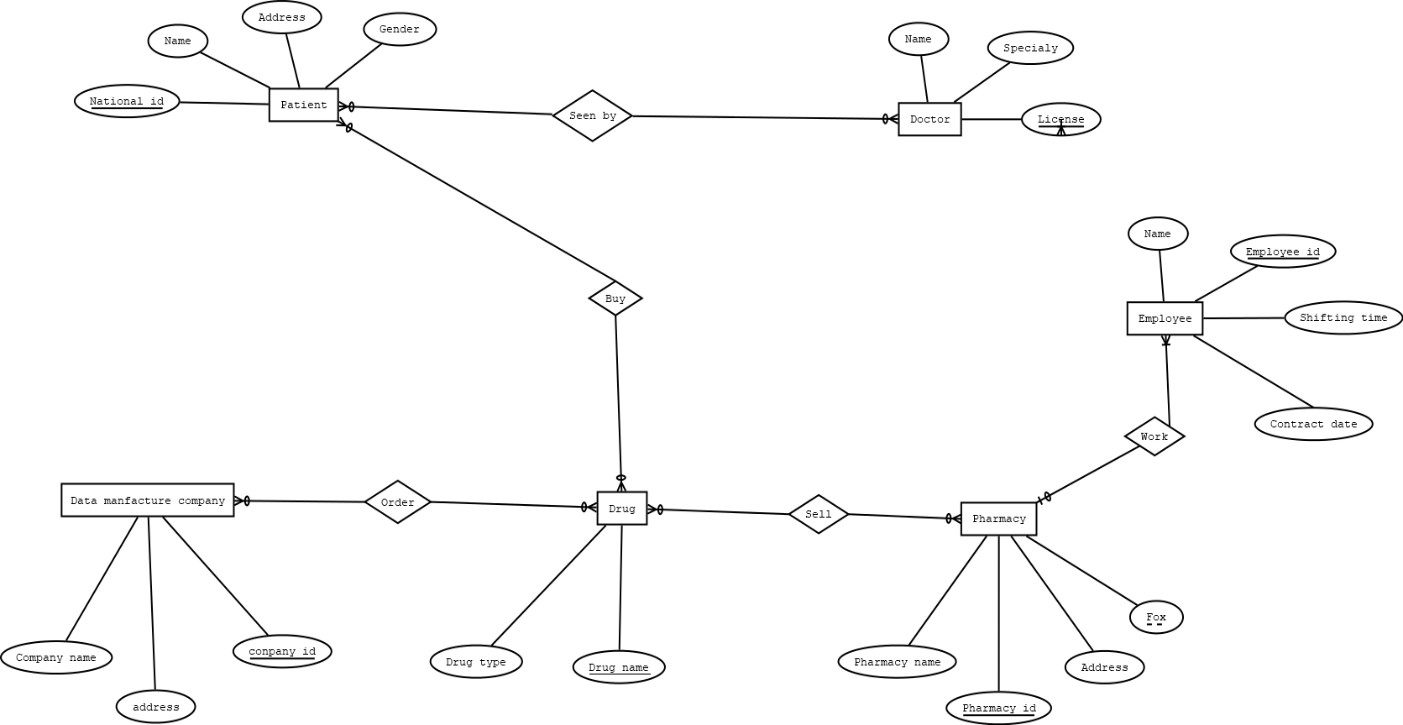 Address
Gender
Name
Name
Specialy
National id
Patient
Seen by
Doctor
License
Name
Employee id
Buy
Employee
Shifting time
Contract date
Work
Data manfacture company
Order
Drug
Sell
Pharmacy
Fox
Company name
conpany id
Drug type
Drug name
Pharmacy name
Address
address
Pharmacy id